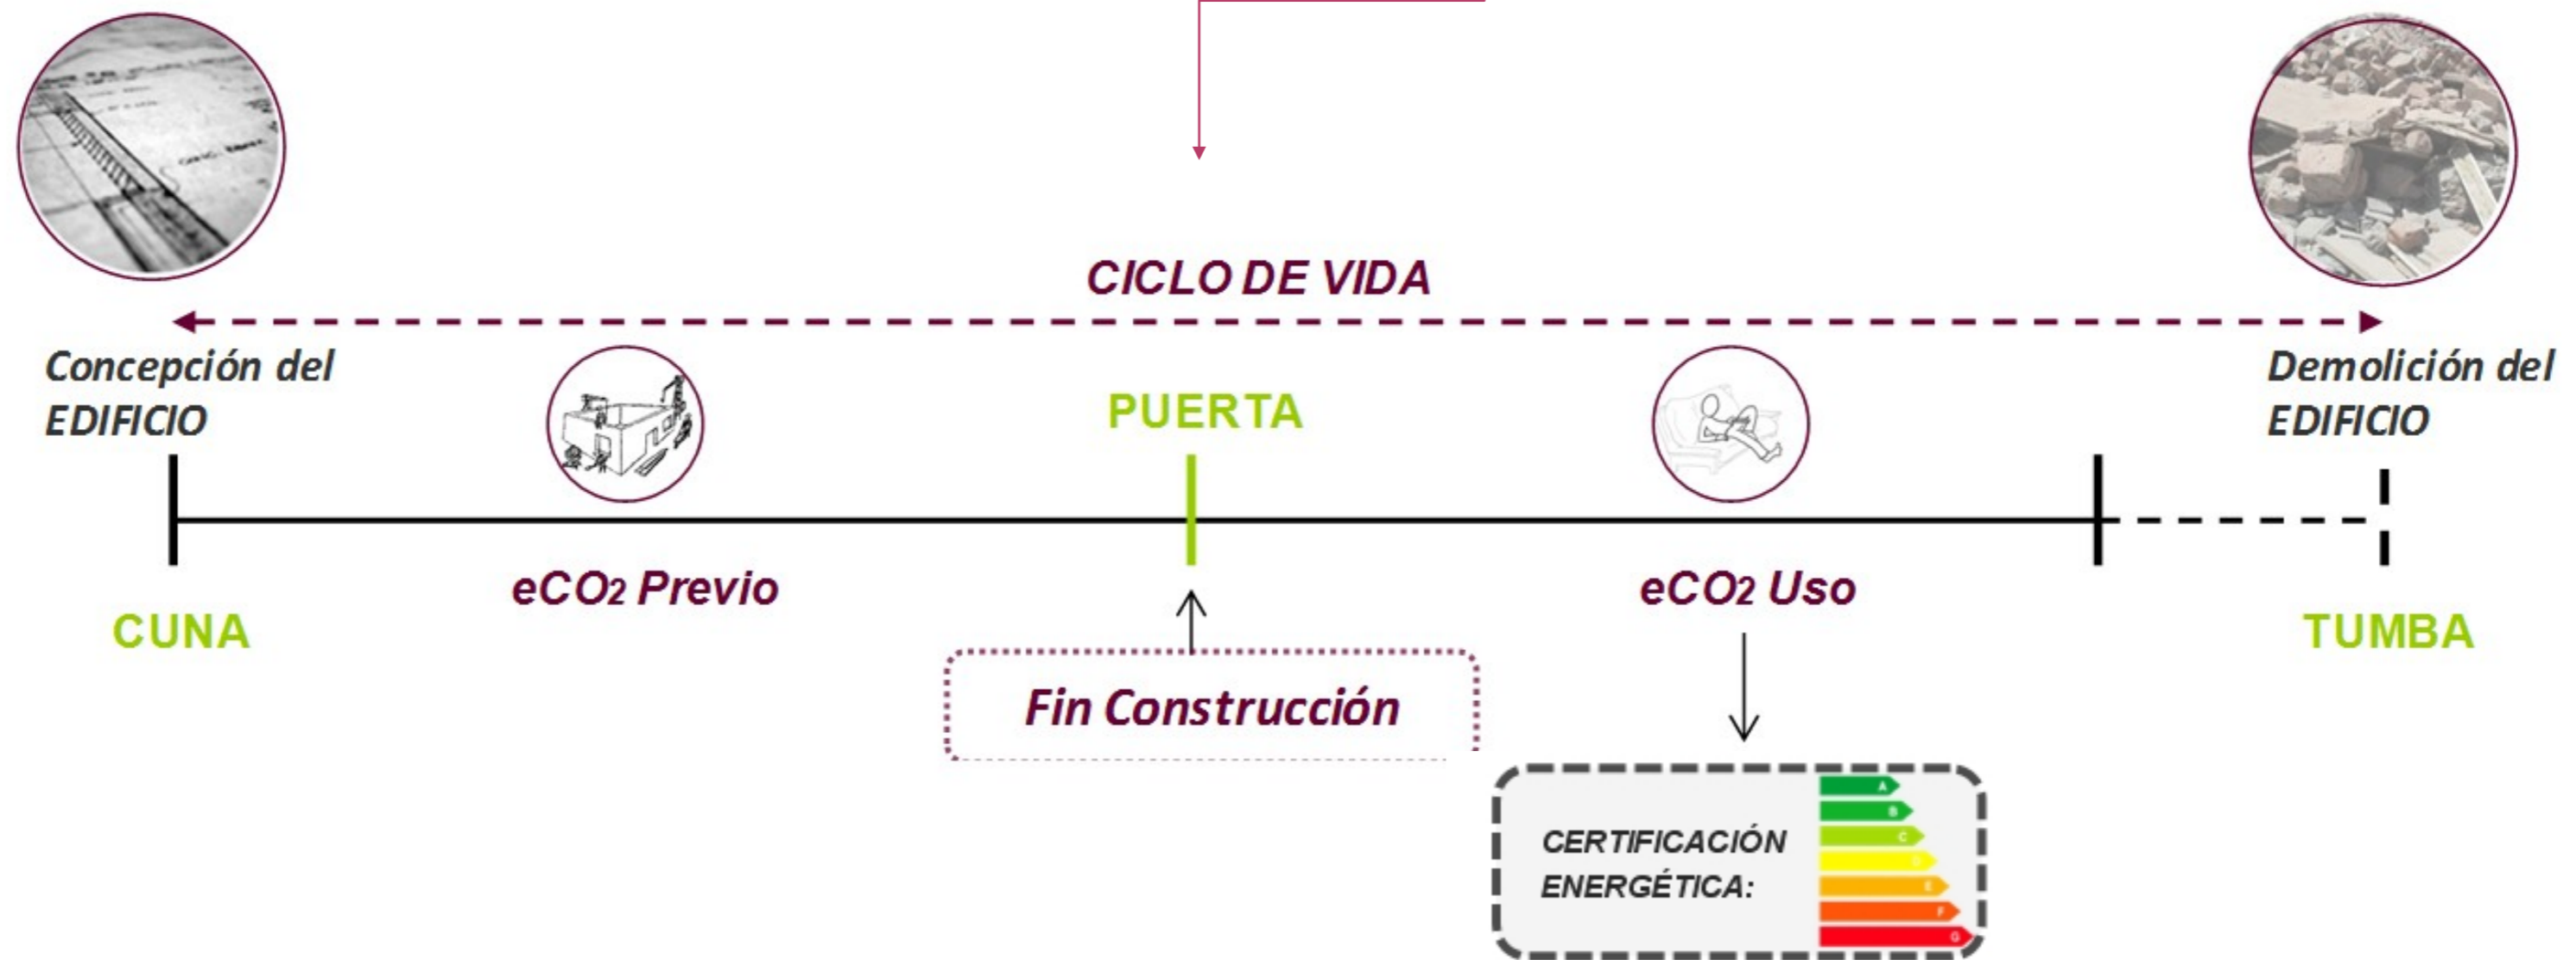 CICLO DE VIDA
Concepción del
EDIFICIO
PUERTA
Demolición del
EDIFICIO
eCO2 Previo
eCO2 Uso
CUNA
TUMBA
Fin Construcción
CERTIFICACIÓN
ENERGÉTICA:
A
B
C
D
E
F
G